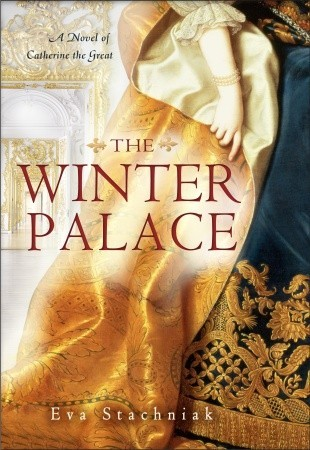 A Novel of
Catherine the Great
THE
WINTER
PALACE
Eva Stachniak